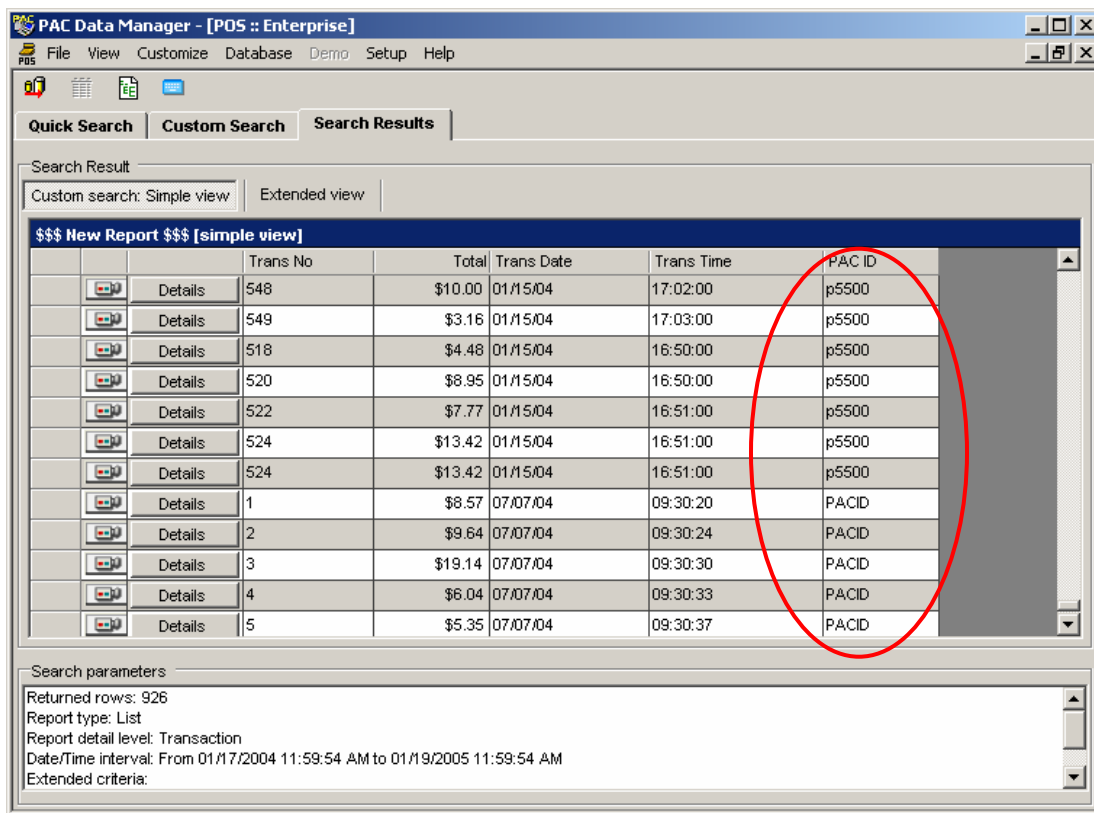 PAC Data Manager - [POS :: Enterprise]
POS File View Customize Database Demo Setup Help
Quick Search Custom Search Search Results
Search Result
Custom search: Simple view Extended view
$$$ New Report $$$ [simple view]
Trans No Total Trans Date Trans Time PAC ID
Details 548 $10.00 01/15/04 17:02:00 p5500
Details 549 $3.16 01/15/04 17:03:00 p5500
Details 518 $4.48 01/15/04 16:50:00 p5500
Details 520 $8.95 01/15/04 16:50:00 p5500
Details 522 $7.77 01/15/04 16:51:00 p5500
Details 524 $13.42 01/15/04 16:51:00 p5500
Details 524 $13.42 01/15/04 16:51:00 p5500
Details 1 $8.57 07/07/04 09:30:20 PACID
Details 2 $9.64 07/07/04 09:30:24 PACID
Details 3 $19.14 07/07/04 09:30:30 PACID
Details 4 $6.04 07/07/04 09:30:33 PACID
Details 5 $5.35 07/07/04 09:30:37 PACID
Search parameters
Returned rows: 926
Report type: List
Report detail level: Transaction
Date/Time interval: From 01/17/2004 11:59:54 AM to 01/19/2005 11:59:54 AM
Extended criteria: